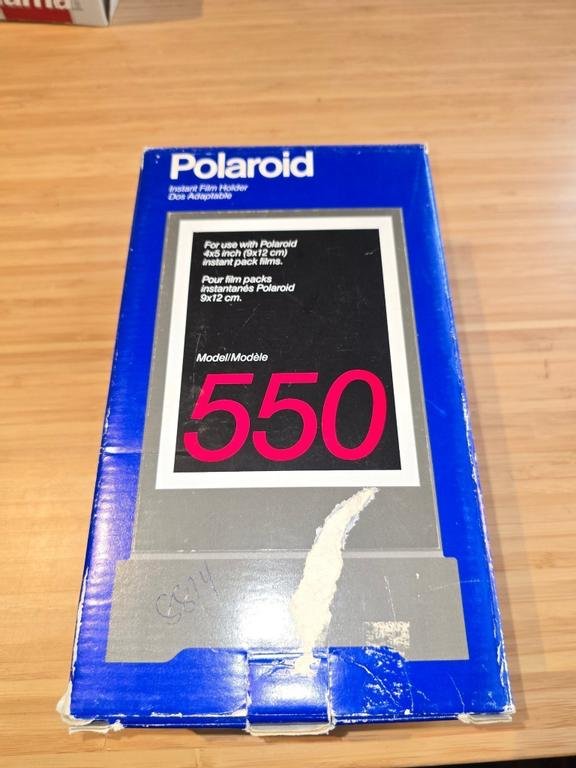 Polaroid
Instant Film Holder
Dos Adaptable
For use with Polaroid
4x5 inch (9x12 cm)
instant pack films.
Pour film packs
instantanés Polaroid
9x12 cm.
Model/Modèle
550